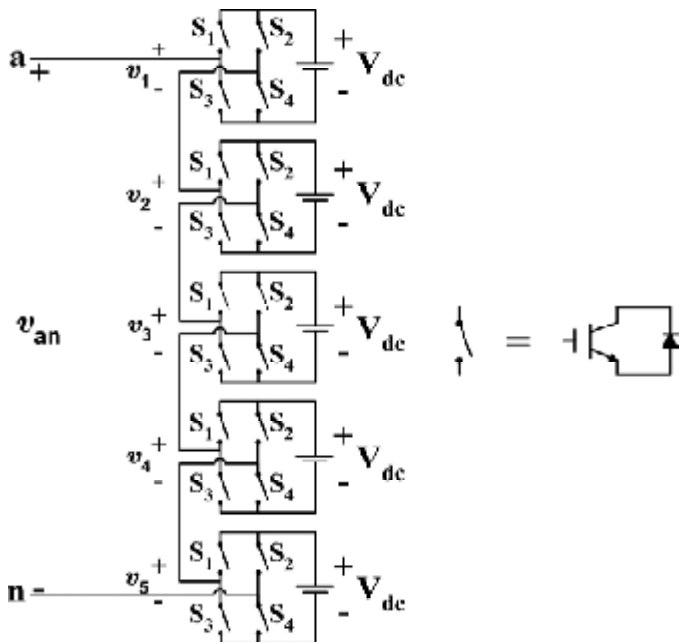 S1 S2
a + + + Vdc
v1
- S3 S4 -
S1 S2
+ + Vdc
v2
- S3 S4 -
S1 S2
van + + Vdc
v3
- S3 S4 -
=
S1 S2
+ + Vdc
v4
- S3 S4 -
S1 S2
+ + Vdc
n - v5
- S3 S4 -